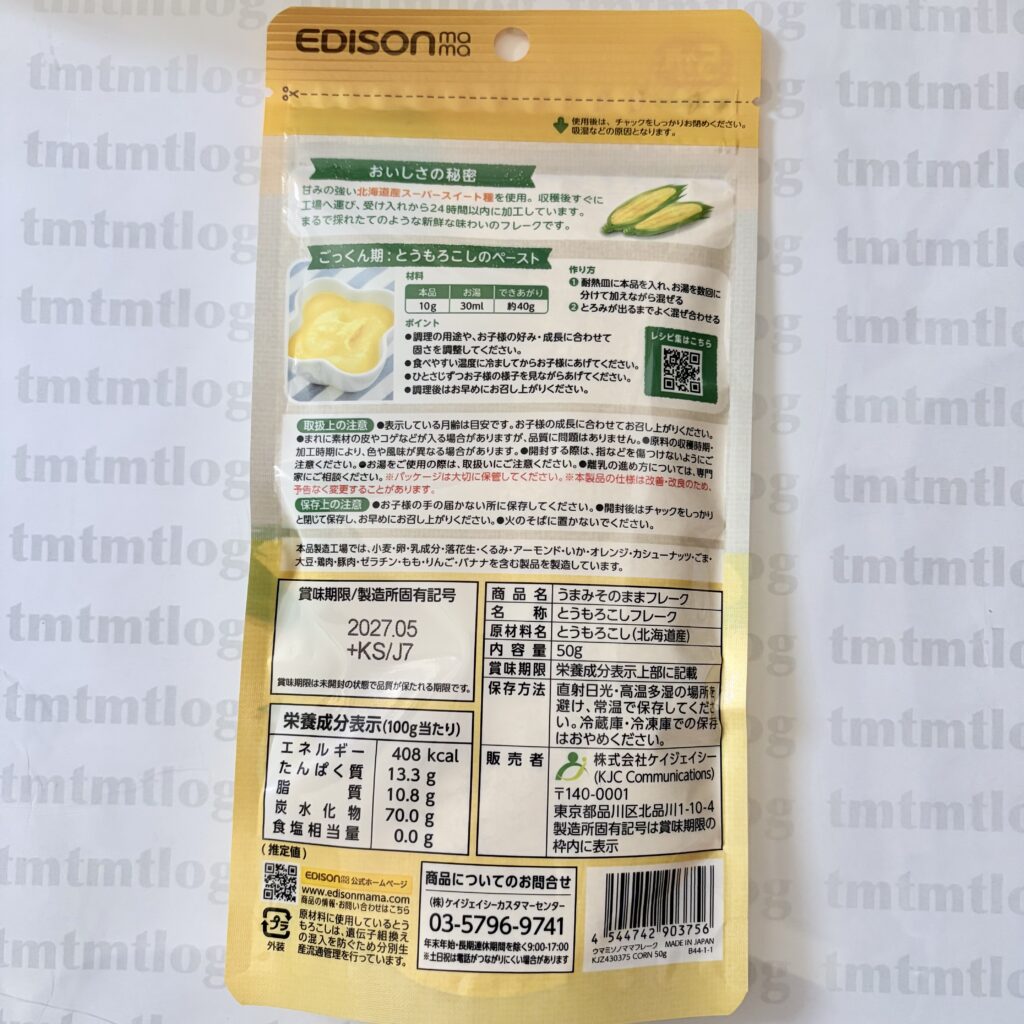 EDISON mama
使用後は、チャックをしっかりお閉めください。
吸湿などの原因となります。
おいしさの秘密
甘みの強い北海道産スーパースイート種を使用。収穫後すぐに
工場へ運び、受け入れから24時間以内に加工しています。
まるで採れたてのような新鮮な味わいのフレークです。
ごっくん期：とうもろこしのペースト
材料
本品 お湯 できあがり
10g 30ml 約40g
作り方
❶耐熱皿に本品を入れ、お湯を数回に
分けて加えながら混ぜる
❷とろみが出るまでよく混ぜ合わせる
ポイント
●調理の用途や、お子様の好み・成長に合わせて
固さを調整してください。
●食べやすい温度に冷ましてからお子様にあげてください。
●ひとさじずつお子様の様子を見ながらあげてください。
●調理後はお早めにお召し上がりください。
レシピ集はこちら
取扱上の注意 ●表示している月齢は目安です。お子様の成長に合わせてお召し上がりください。
●まれに素材の皮やコゲなどが入る場合がありますが、品質に問題はありません。●原料の収穫時期・
加工時期により、色や風味が異なる場合があります。●開封する際は、指などを傷つけないようにご
注意ください。●お湯をご使用の際は、取扱いにご注意ください。●離乳の進め方については、専門
家にご相談ください。※パッケージは大切に保管してください。※本製品の仕様は改善・改良のため、
予告なく変更することがあります。
保存上の注意 ●お子様の手の届かない所に保存してください。●開封後はチャックをしっかり
と閉じて保存し、お早めにお召し上がりください。●火のそばに置かないでください。
本品製造工場では、小麦・卵・乳成分・落花生・くるみ・アーモンド・いか・オレンジ・カシューナッツ・ごま・
大豆・鶏肉・豚肉・ゼラチン・もも・りんご・バナナを含む製品を製造しています。
賞味期限/製造所固有記号
2027.05
+KS/J7
賞味期限は未開封の状態で品質が保たれる期限です。
栄養成分表示(100g当たり)
エネルギー 408 kcal
たんぱく質 13.3 g
脂質 10.8 g
炭水化物 70.0 g
食塩相当量 0.0 g
(推定値)
商品名 うまみそのままフレーク
名称 とうもろこしフレーク
原材料名 とうもろこし(北海道産)
内容量 50g
賞味期限 栄養成分表示上部に記載
保存方法 直射日光・高温多湿の場所を
避け、常温で保存してくださ
い。冷蔵庫・冷凍庫での保存
はおやめください。
販売者 株式会社ケイジェイシー
(KJC Communications)
〒140-0001
東京都品川区北品川1-10-4
製造所固有記号は賞味期限の
枠内に表示
EDISON mama 公式ホームページ
www.edisonmama.com
商品の情報・お問い合わせはこちら
プラ
外装
原材料に使用しているとう
もろこしは、遺伝子組換え
の混入を防ぐため分別生
産流通管理を行っています。
商品についてのお問合せ
(株)ケイジェイシーカスタマーセンター
03-5796-9741
年末年始・長期連休期間を除く9:00-17:00
※土日祝は電話がつながりにくい場合があります
4 544742 903756
ウマミソノママフレーク MADE IN JAPAN
KJZ430375 CORN 50g B44-1-1
tmtmtlog